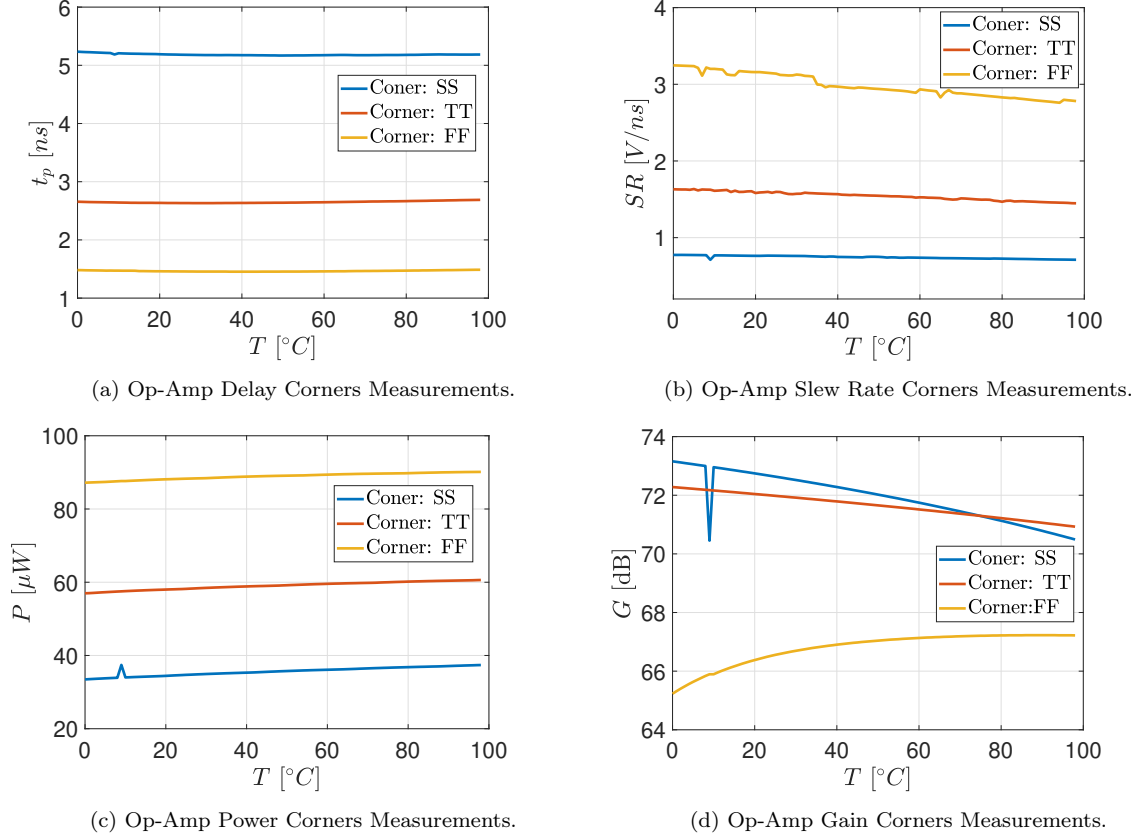 6
5
4
3
2
1
0
20
40
60
80
100
t_p [ns]
T [°C]
Coner: SS
Corner: TT
Corner: FF
(a) Op-Amp Delay Corners Measurements.
4
3
2
1
0
20
40
60
80
100
SR [V/ns]
T [°C]
Coner: SS
Corner: TT
Corner: FF
(b) Op-Amp Slew Rate Corners Measurements.
100
80
60
40
20
0
20
40
60
80
100
P [μW]
T [°C]
Coner: SS
Corner: TT
Corner: FF
(c) Op-Amp Power Corners Measurements.
74
72
70
68
66
64
0
20
40
60
80
100
G [dB]
T [°C]
Coner: SS
Corner: TT
Corner:FF
(d) Op-Amp Gain Corners Measurements.